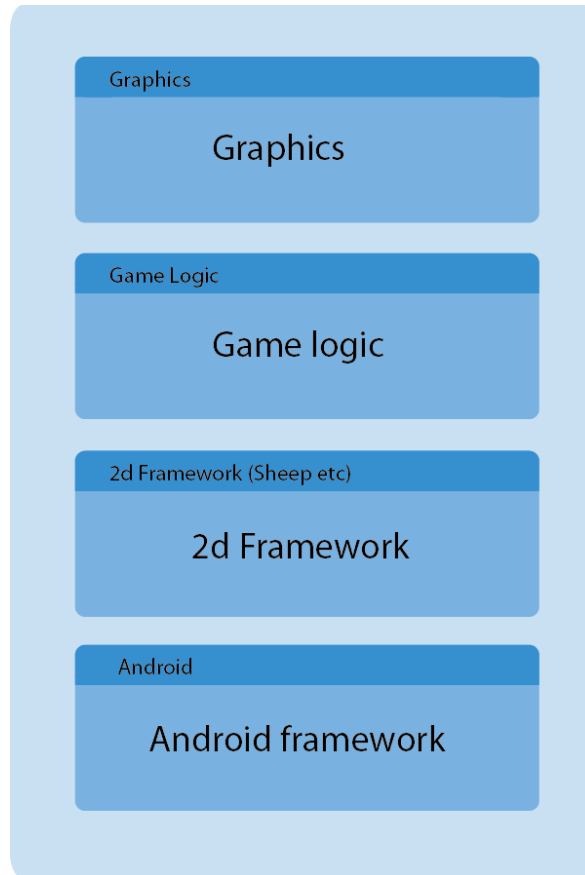 Graphics
Graphics
Game Logic
Game logic
2d Framework (Sheep etc)
2d Framework
Android
Android framework